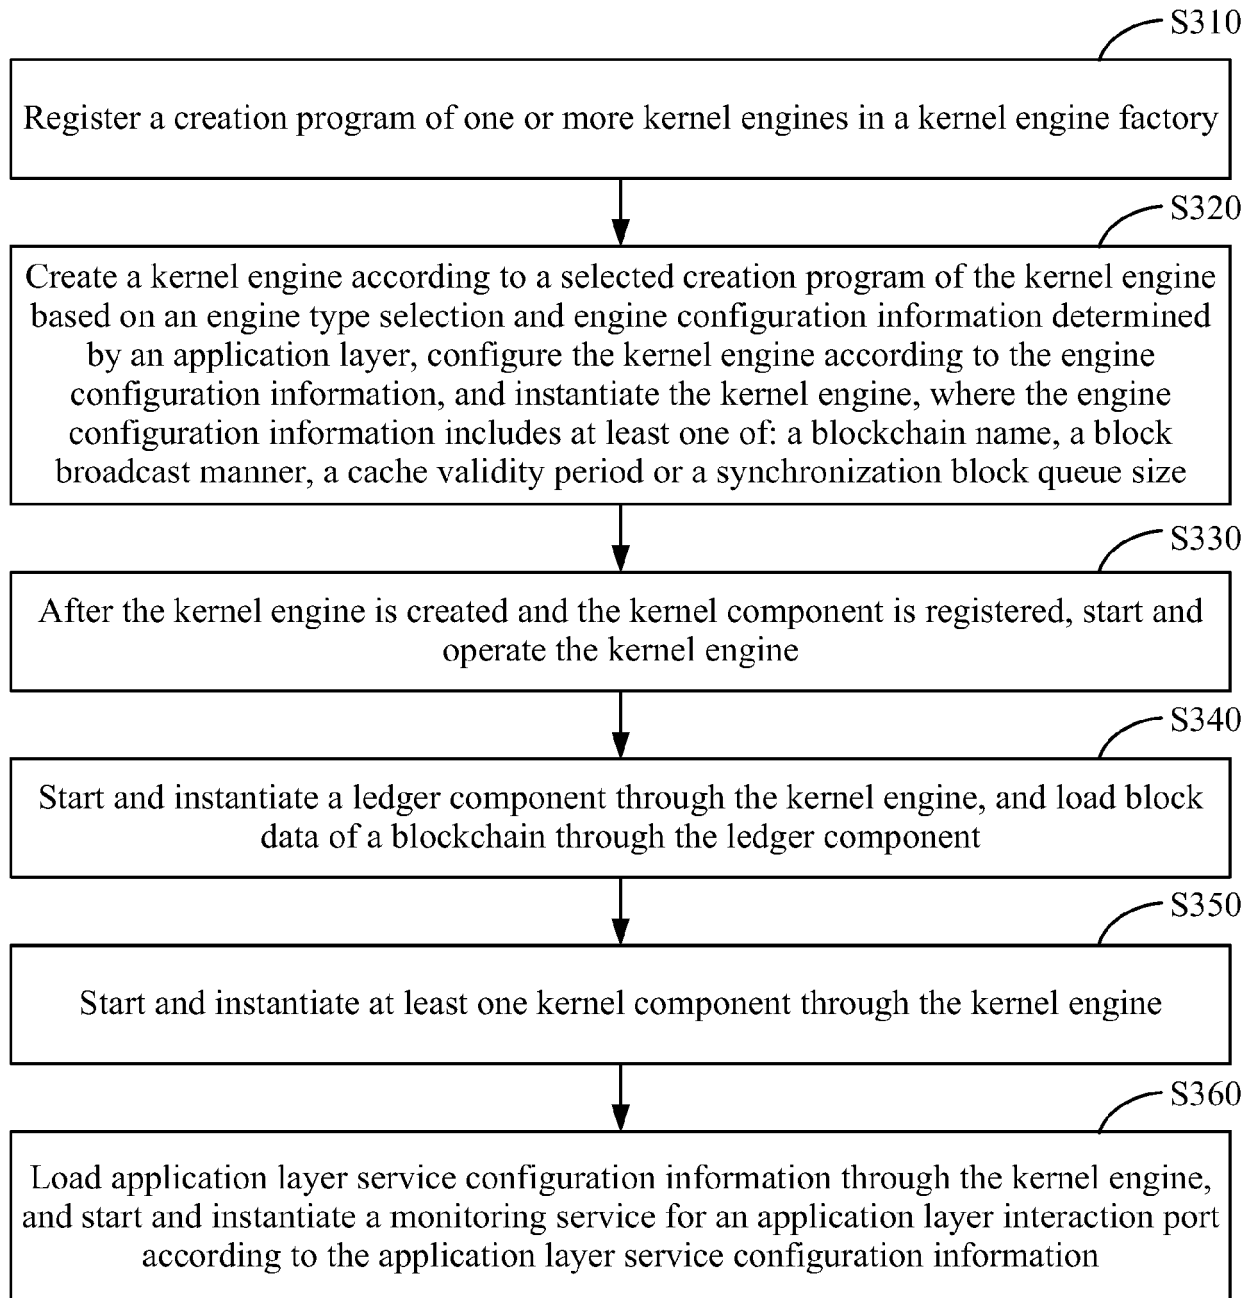 S310
Register a creation program of one or more kernel engines in a kernel engine factory
S320
Create a kernel engine according to a selected creation program of the kernel engine
based on an engine type selection and engine configuration information determined
by an application layer, configure the kernel engine according to the engine
configuration information, and instantiate the kernel engine, where the engine
configuration information includes at least one of: a blockchain name, a block
broadcast manner, a cache validity period or a synchronization block queue size
S330
After the kernel engine is created and the kernel component is registered, start and
operate the kernel engine
S340
Start and instantiate a ledger component through the kernel engine, and load block
data of a blockchain through the ledger component
S350
Start and instantiate at least one kernel component through the kernel engine
S360
Load application layer service configuration information through the kernel engine,
and start and instantiate a monitoring service for an application layer interaction port
according to the application layer service configuration information